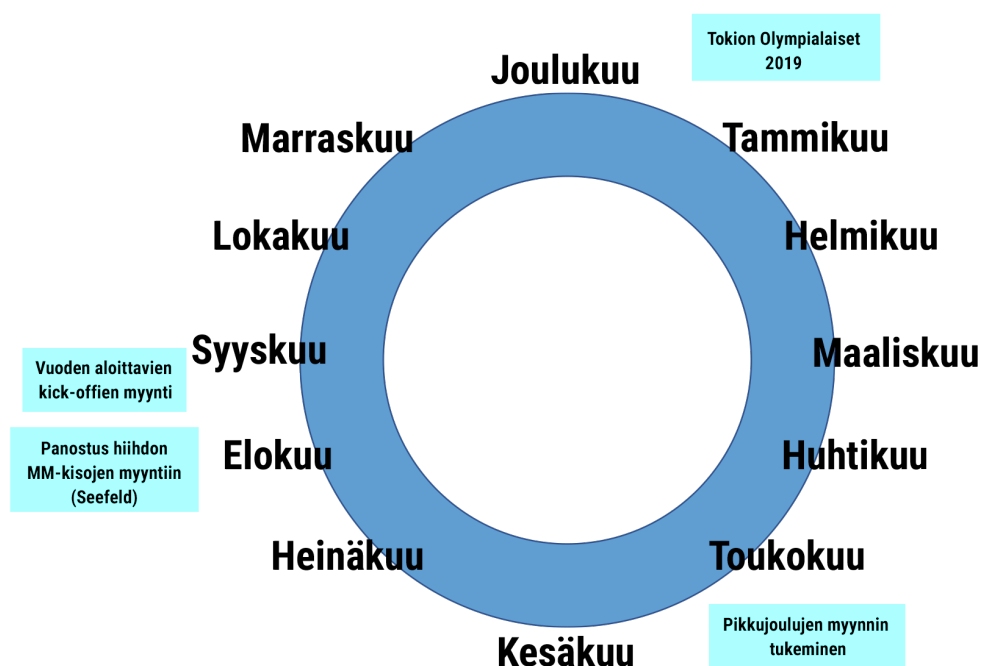 Tokion Olympialaiset
2019
Joulukuu
Marraskuu
Tammikuu
Lokakuu
Helmikuu
Syyskuu
Maaliskuu
Vuoden aloittavien
kick-offien myynti
Panostus hiihdon
MM-kisojen myyntiin
(Seefeld)
Elokuu
Huhtikuu
Heinäkuu
Toukokuu
Pikkujoulujen myynnin
tukeminen
Kesäkuu